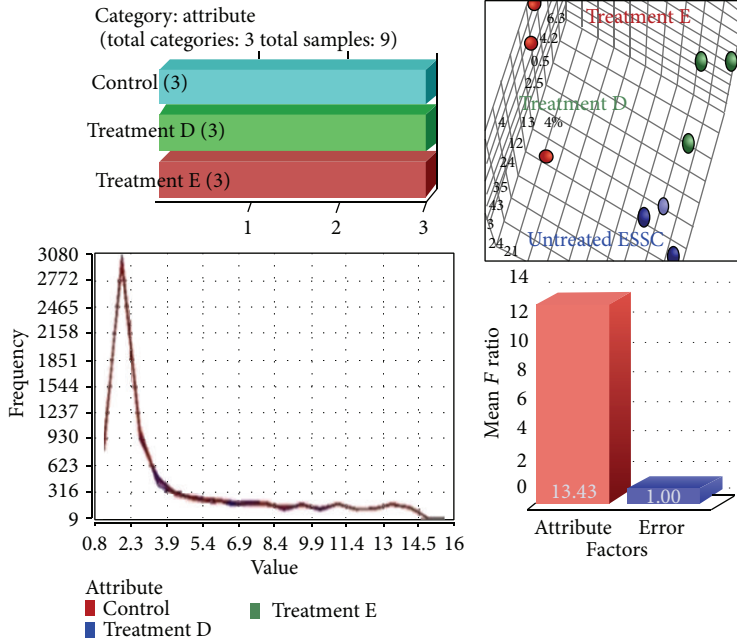 Category: attribute
(total categories: 3 total samples: 9)
Control (3)
Treatment D (3)
Treatment E (3)
1 2 3
Treatment E
6.3
4.2
0.5
2.5
Treatment D
4 13 4%
12
24
35
43
3
24
21
Untreated ESSC
Frequency
3080
2772
2465
2158
1851
1544
1237
930
623
316
9
0.8 2.3 3.9 5.4 6.9 8.4 9.9 11.4 13 14.5 16
Value
Attribute
Control
Treatment D
Treatment E
Mean F ratio
14
12
10
8
6
4
2
0
13.43
1.00
Attribute Error
Factors